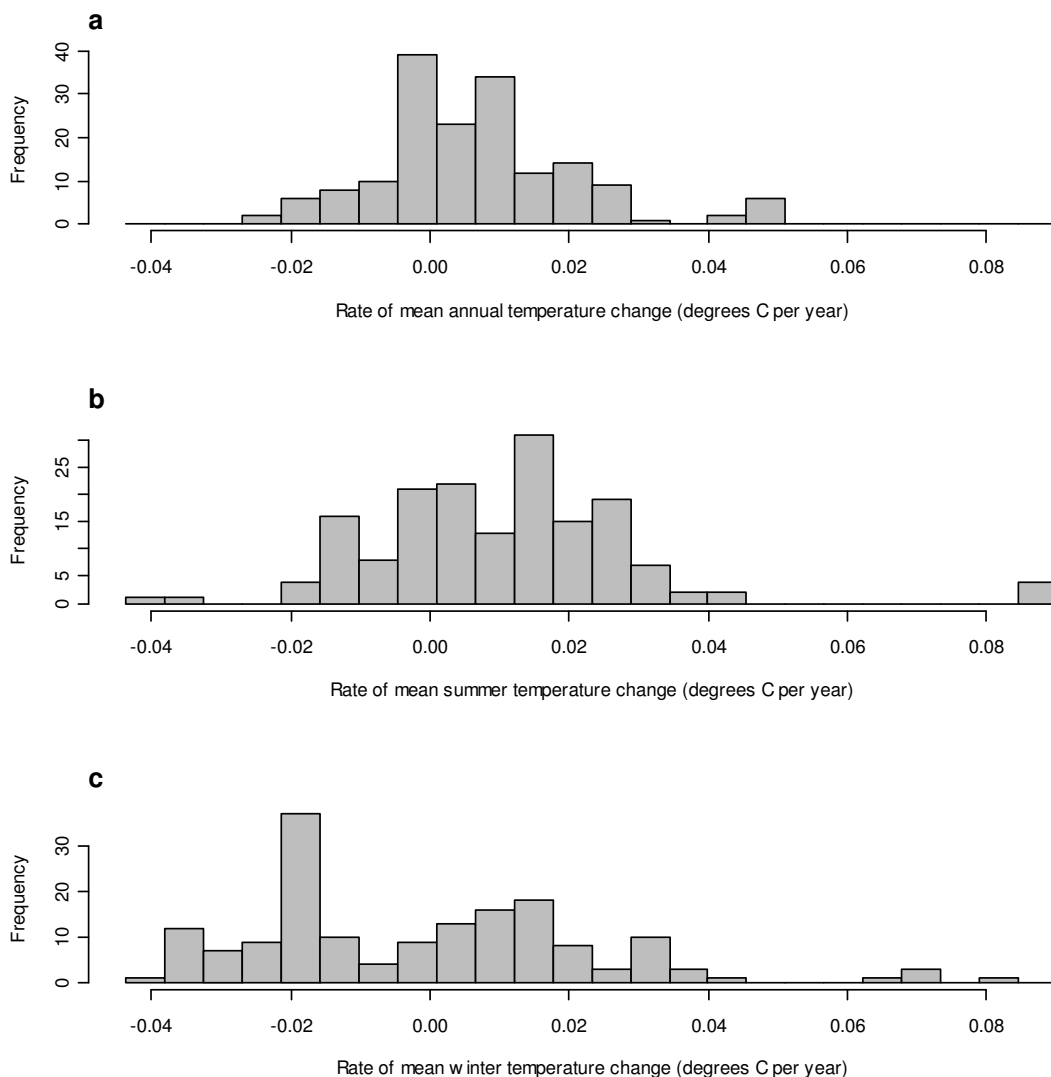 a
Frequency
0 10 20 30 40
-0.04 -0.02 0.00 0.02 0.04 0.06 0.08
Rate of mean annual temperature change (degrees C per year)
b
Frequency
0 5 15 25
-0.04 -0.02 0.00 0.02 0.04 0.06 0.08
Rate of mean summer temperature change (degrees C per year)
c
Frequency
0 10 20 30
-0.04 -0.02 0.00 0.02 0.04 0.06 0.08
Rate of mean winter temperature change (degrees C per year)